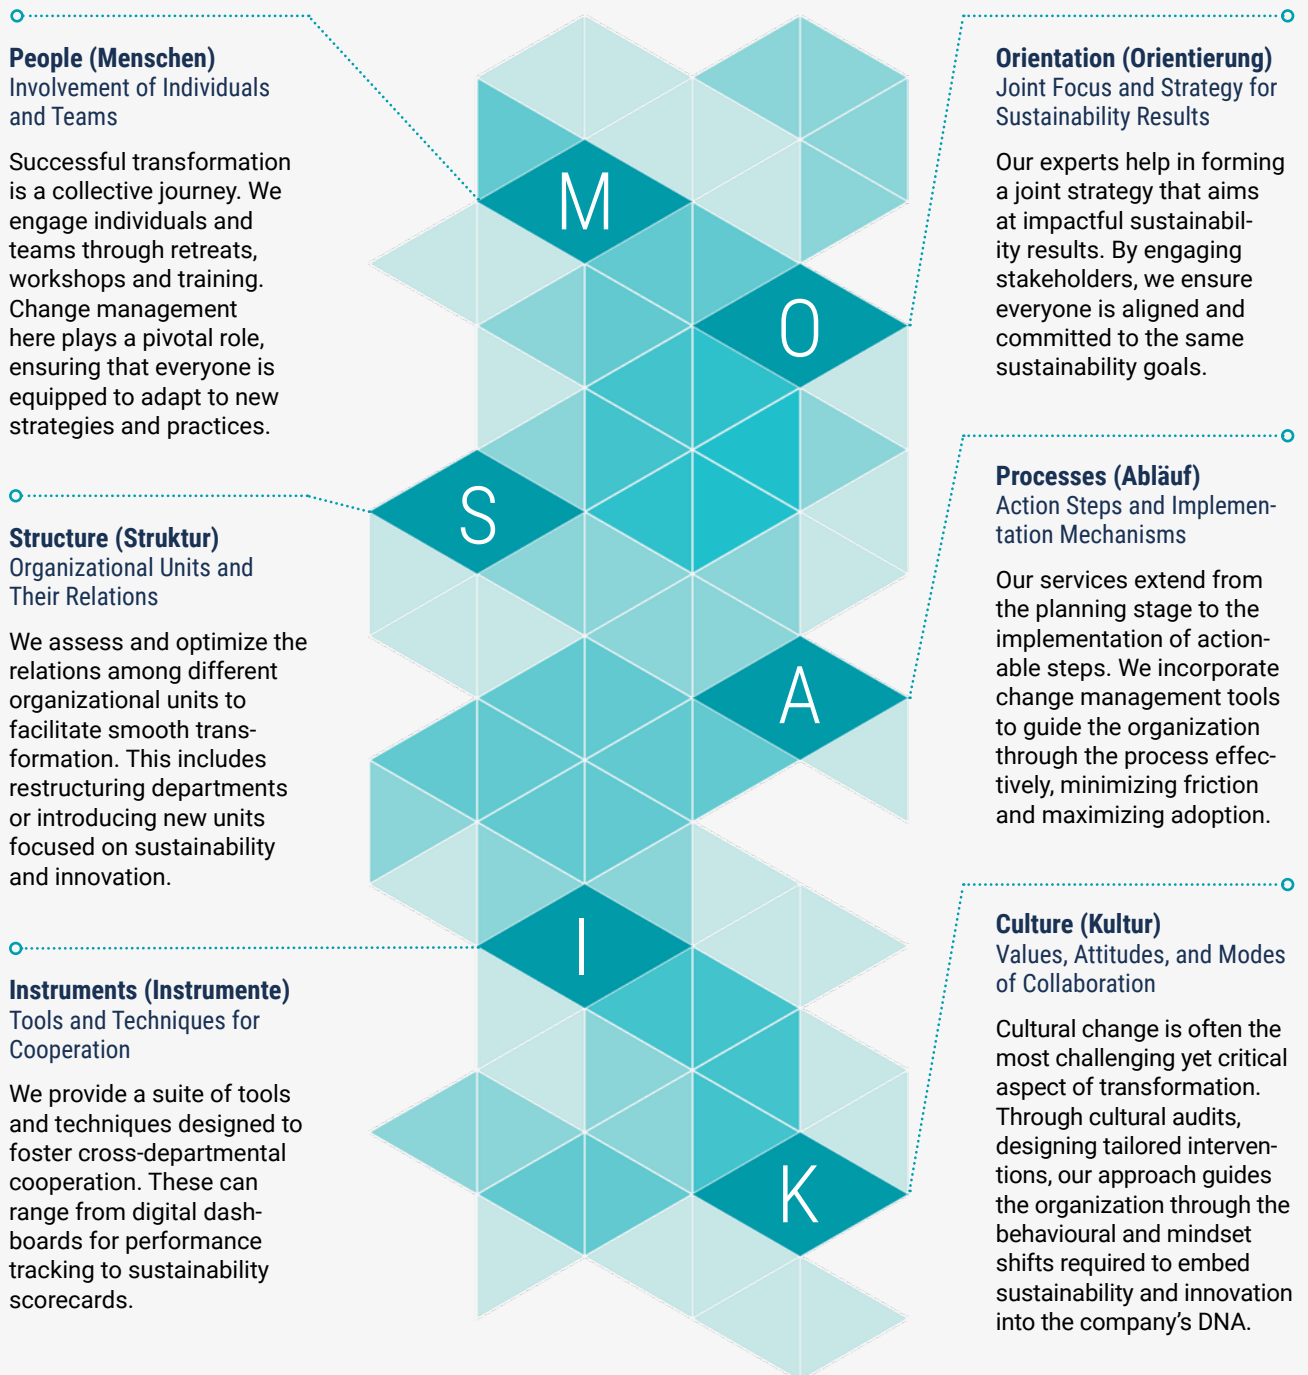 People (Menschen)
Involvement of Individuals
and Teams
Successful transformation
is a collective journey. We
engage individuals and
teams through retreats,
workshops and training.
Change management
here plays a pivotal role,
ensuring that everyone is
equipped to adapt to new
strategies and practices.
Structure (Struktur)
Organizational Units and
Their Relations
We assess and optimize the
relations among different
organizational units to
facilitate smooth trans-
formation. This includes
restructuring departments
or introducing new units
focused on sustainability
and innovation.
Instruments (Instrumente)
Tools and Techniques for
Cooperation
We provide a suite of tools
and techniques designed to
foster cross-departmental
cooperation. These can
range from digital dash-
boards for performance
tracking to sustainability
scorecards.
M
O
S
A
I
K
Orientation (Orientierung)
Joint Focus and Strategy for
Sustainability Results
Our experts help in forming
a joint strategy that aims
at impactful sustainabil-
ity results. By engaging
stakeholders, we ensure
everyone is aligned and
committed to the same
sustainability goals.
Processes (Abläuf)
Action Steps and Implemen-
tation Mechanisms
Our services extend from
the planning stage to the
implementation of action-
able steps. We incorporate
change management tools
to guide the organization
through the process effec-
tively, minimizing friction
and maximizing adoption.
Culture (Kultur)
Values, Attitudes, and Modes
of Collaboration
Cultural change is often the
most challenging yet critical
aspect of transformation.
Through cultural audits,
designing tailored interven-
tions, our approach guides
the organization through the
behavioural and mindset
shifts required to embed
sustainability and innovation
into the company’s DNA.